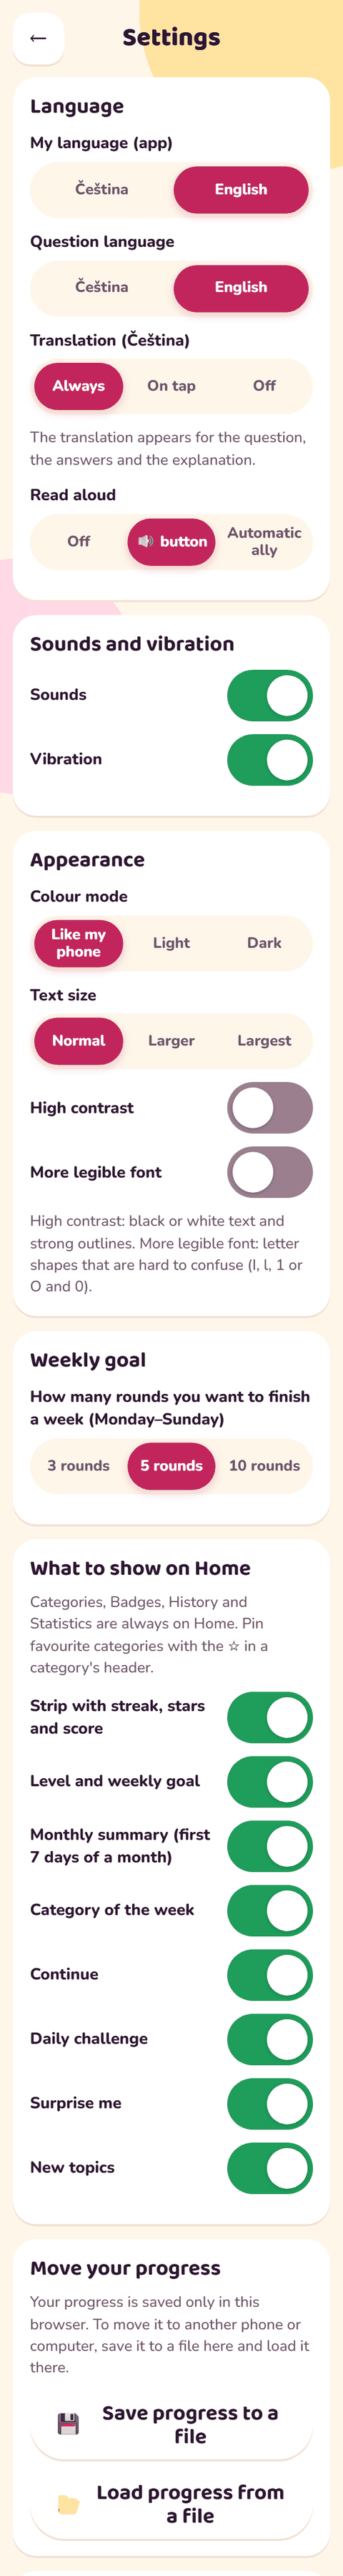 ←
Settings
Language
My language (app)
Čeština
English
Question language
Čeština
English
Translation (Čeština)
Always
On tap
Off
The translation appears for the question,
the answers and the explanation.
Read aloud
Off
🔊 button
Automatic
ally
Sounds and vibration
Sounds
Vibration
Appearance
Colour mode
Like my
phone
Light
Dark
Text size
Normal
Larger
Largest
High contrast
More legible font
High contrast: black or white text and
strong outlines. More legible font: letter
shapes that are hard to confuse (I, l, 1 or
O and 0).
Weekly goal
How many rounds you want to finish
a week (Monday–Sunday)
3 rounds
5 rounds
10 rounds
What to show on Home
Categories, Badges, History and
Statistics are always on Home. Pin
favourite categories with the ☆ in a
category's header.
Strip with streak, stars
and score
Level and weekly goal
Monthly summary (first
7 days of a month)
Category of the week
Continue
Daily challenge
Surprise me
New topics
Move your progress
Your progress is saved only in this
browser. To move it to another phone or
computer, save it to a file here and load it
there.
Save progress to a
file
Load progress from
a file